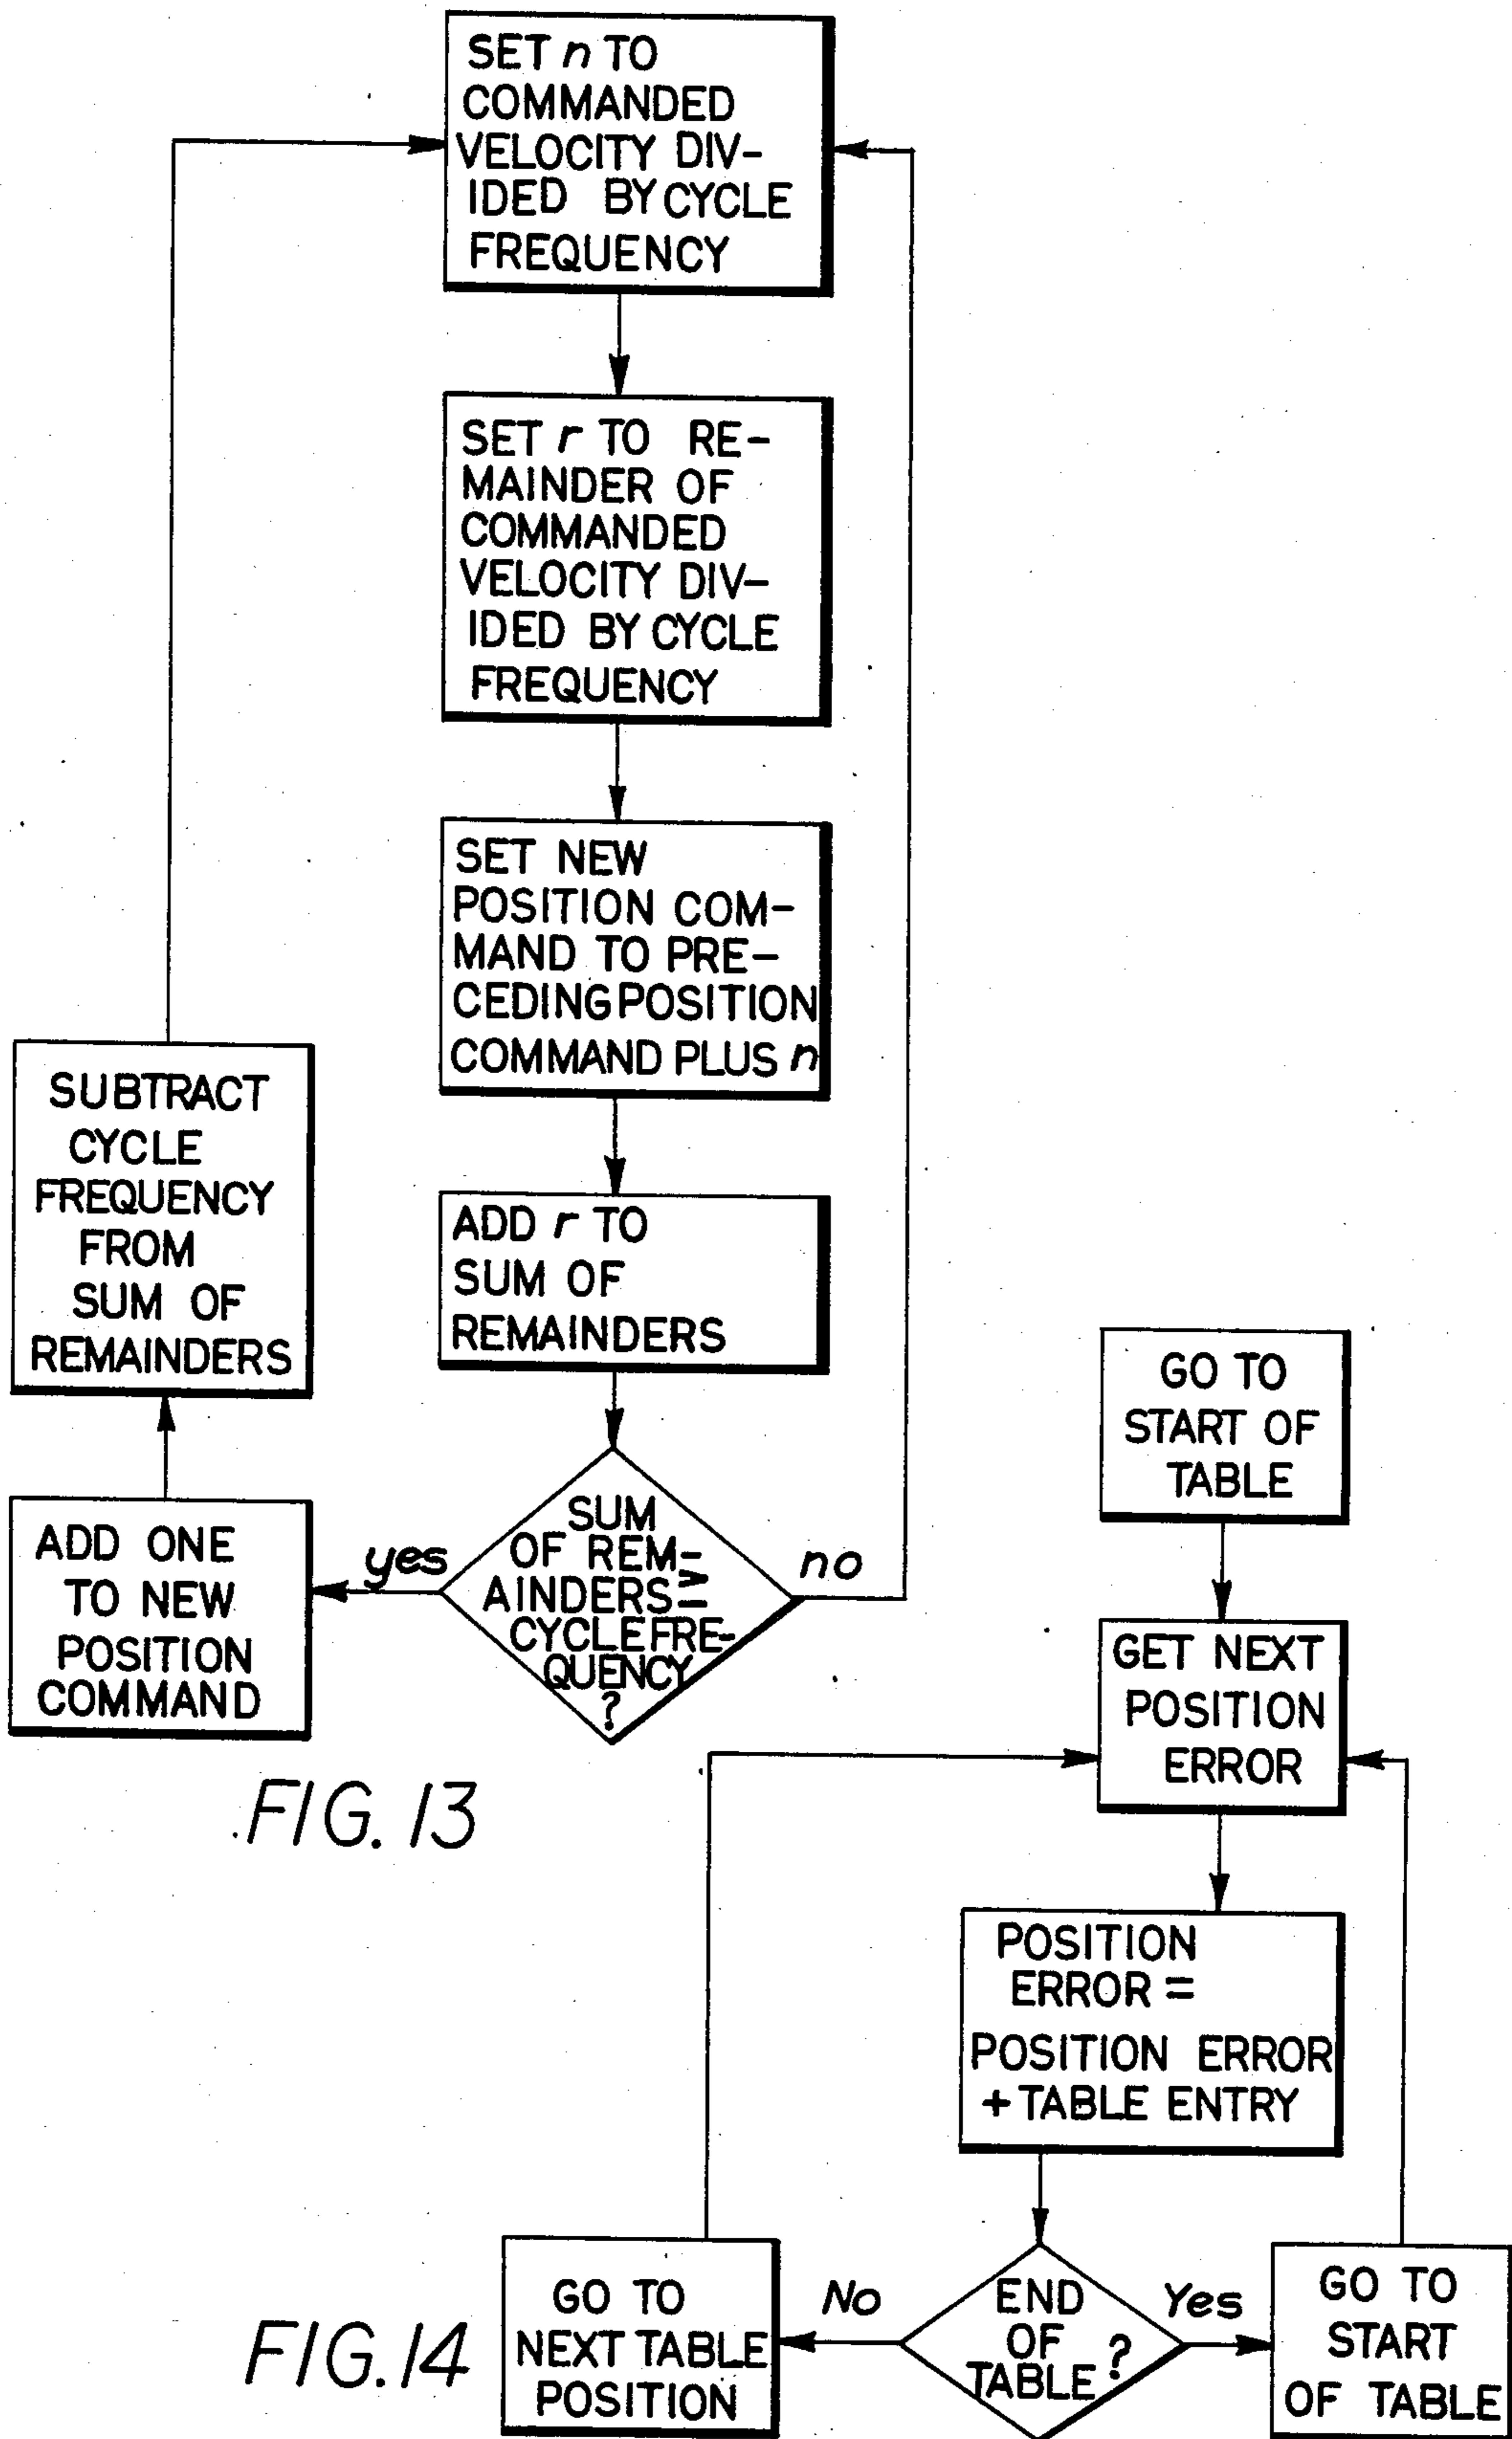 SET n TO
COMMANDED
VELOCITY DIV-
IDED BY CYCLE
FREQUENCY
SET r TO RE-
MAINDER OF
COMMANDED
VELOCITY DIV-
IDED BY CYCLE
FREQUENCY
SET NEW
POSITION COM-
MAND TO PRE-
CEDING POSITION
COMMAND PLUS n
ADD r TO
SUM OF
REMAINDERS
SUM
OF REM-
AINDERS ≥
CYCLE FRE-
QUENCY
?
yes
no
ADD ONE
TO NEW
POSITION
COMMAND
SUBTRACT
CYCLE
FREQUENCY
FROM
SUM OF
REMAINDERS
FIG. 13
GO TO
START OF
TABLE
GET NEXT
POSITION
ERROR
POSITION
ERROR =
POSITION ERROR
+ TABLE ENTRY
END
OF
TABLE ?
No
Yes
GO TO
NEXT TABLE
POSITION
GO TO
START
OF TABLE
FIG. 14